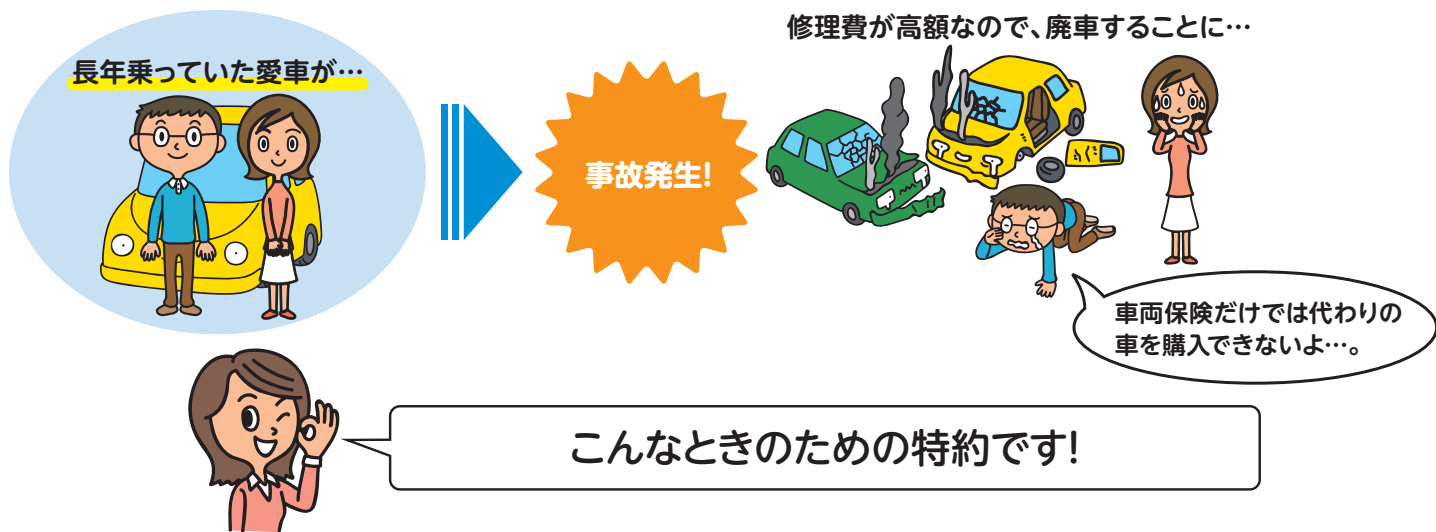 長年乗っていた愛車が…
事故発生!
修理費が高額なので、廃車することに…
車両保険だけでは代わりの
車を購入できないよ…。
こんなときのための特約です!